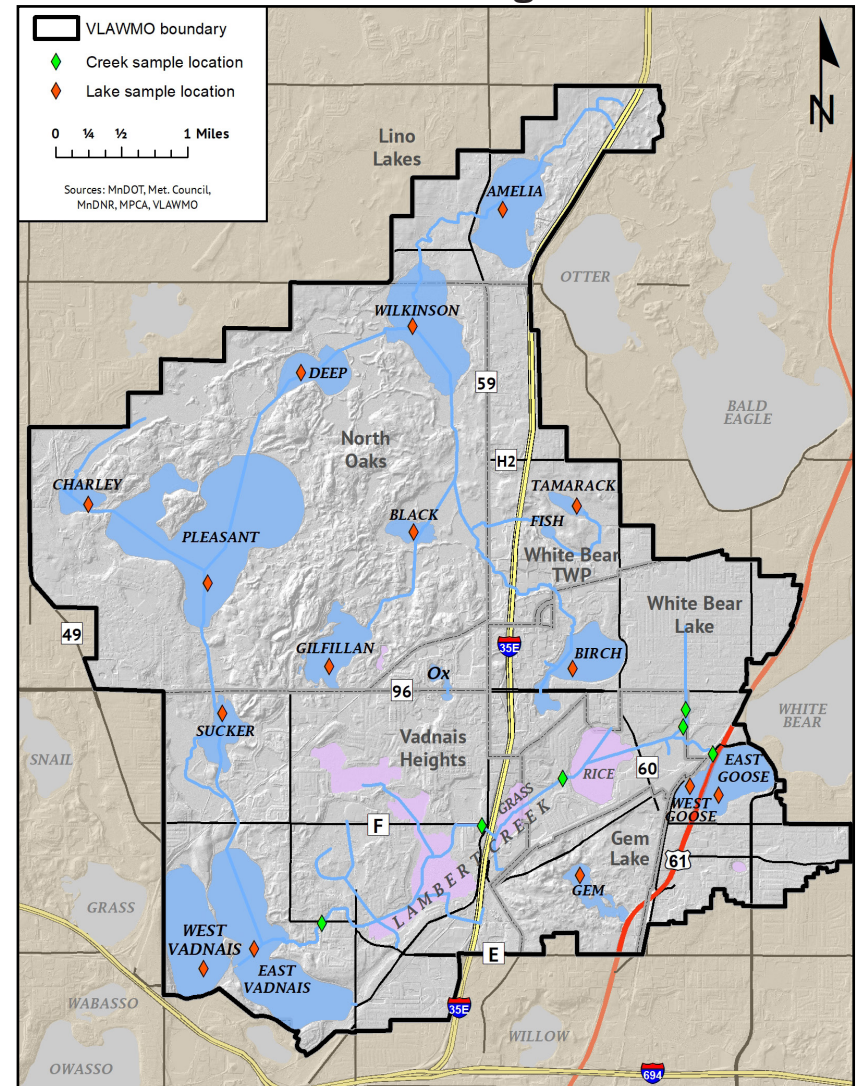 VLAWMO boundary
Creek sample location
Lake sample location
0 ¼ ½ 1 Miles
Sources: MnDOT, Met. Council,
MnDNR, MPCA, VLAWMO
N
Lino
Lakes
AMELIA
OTTER
WILKINSON
DEEP
59
BALD
EAGLE
North
Oaks
H2
CHARLEY
TAMARACK
BLACK
FISH
PLEASANT
White Bear
TWP
White Bear
Lake
49
GILFILLAN
35E
BIRCH
Ox
96
WHITE
BEAR
SUCKER
SNAIL
Vadnais
Heights
EAST
GOOSE
RICE
60
WEST
GOOSE
GRASS
F
LAMBERT CREEK
Gem
Lake
61
GEM
GRASS
WEST
VADNAIS
E
EAST
VADNAIS
WABASSO
35E
WILLOW
OWASSO
694